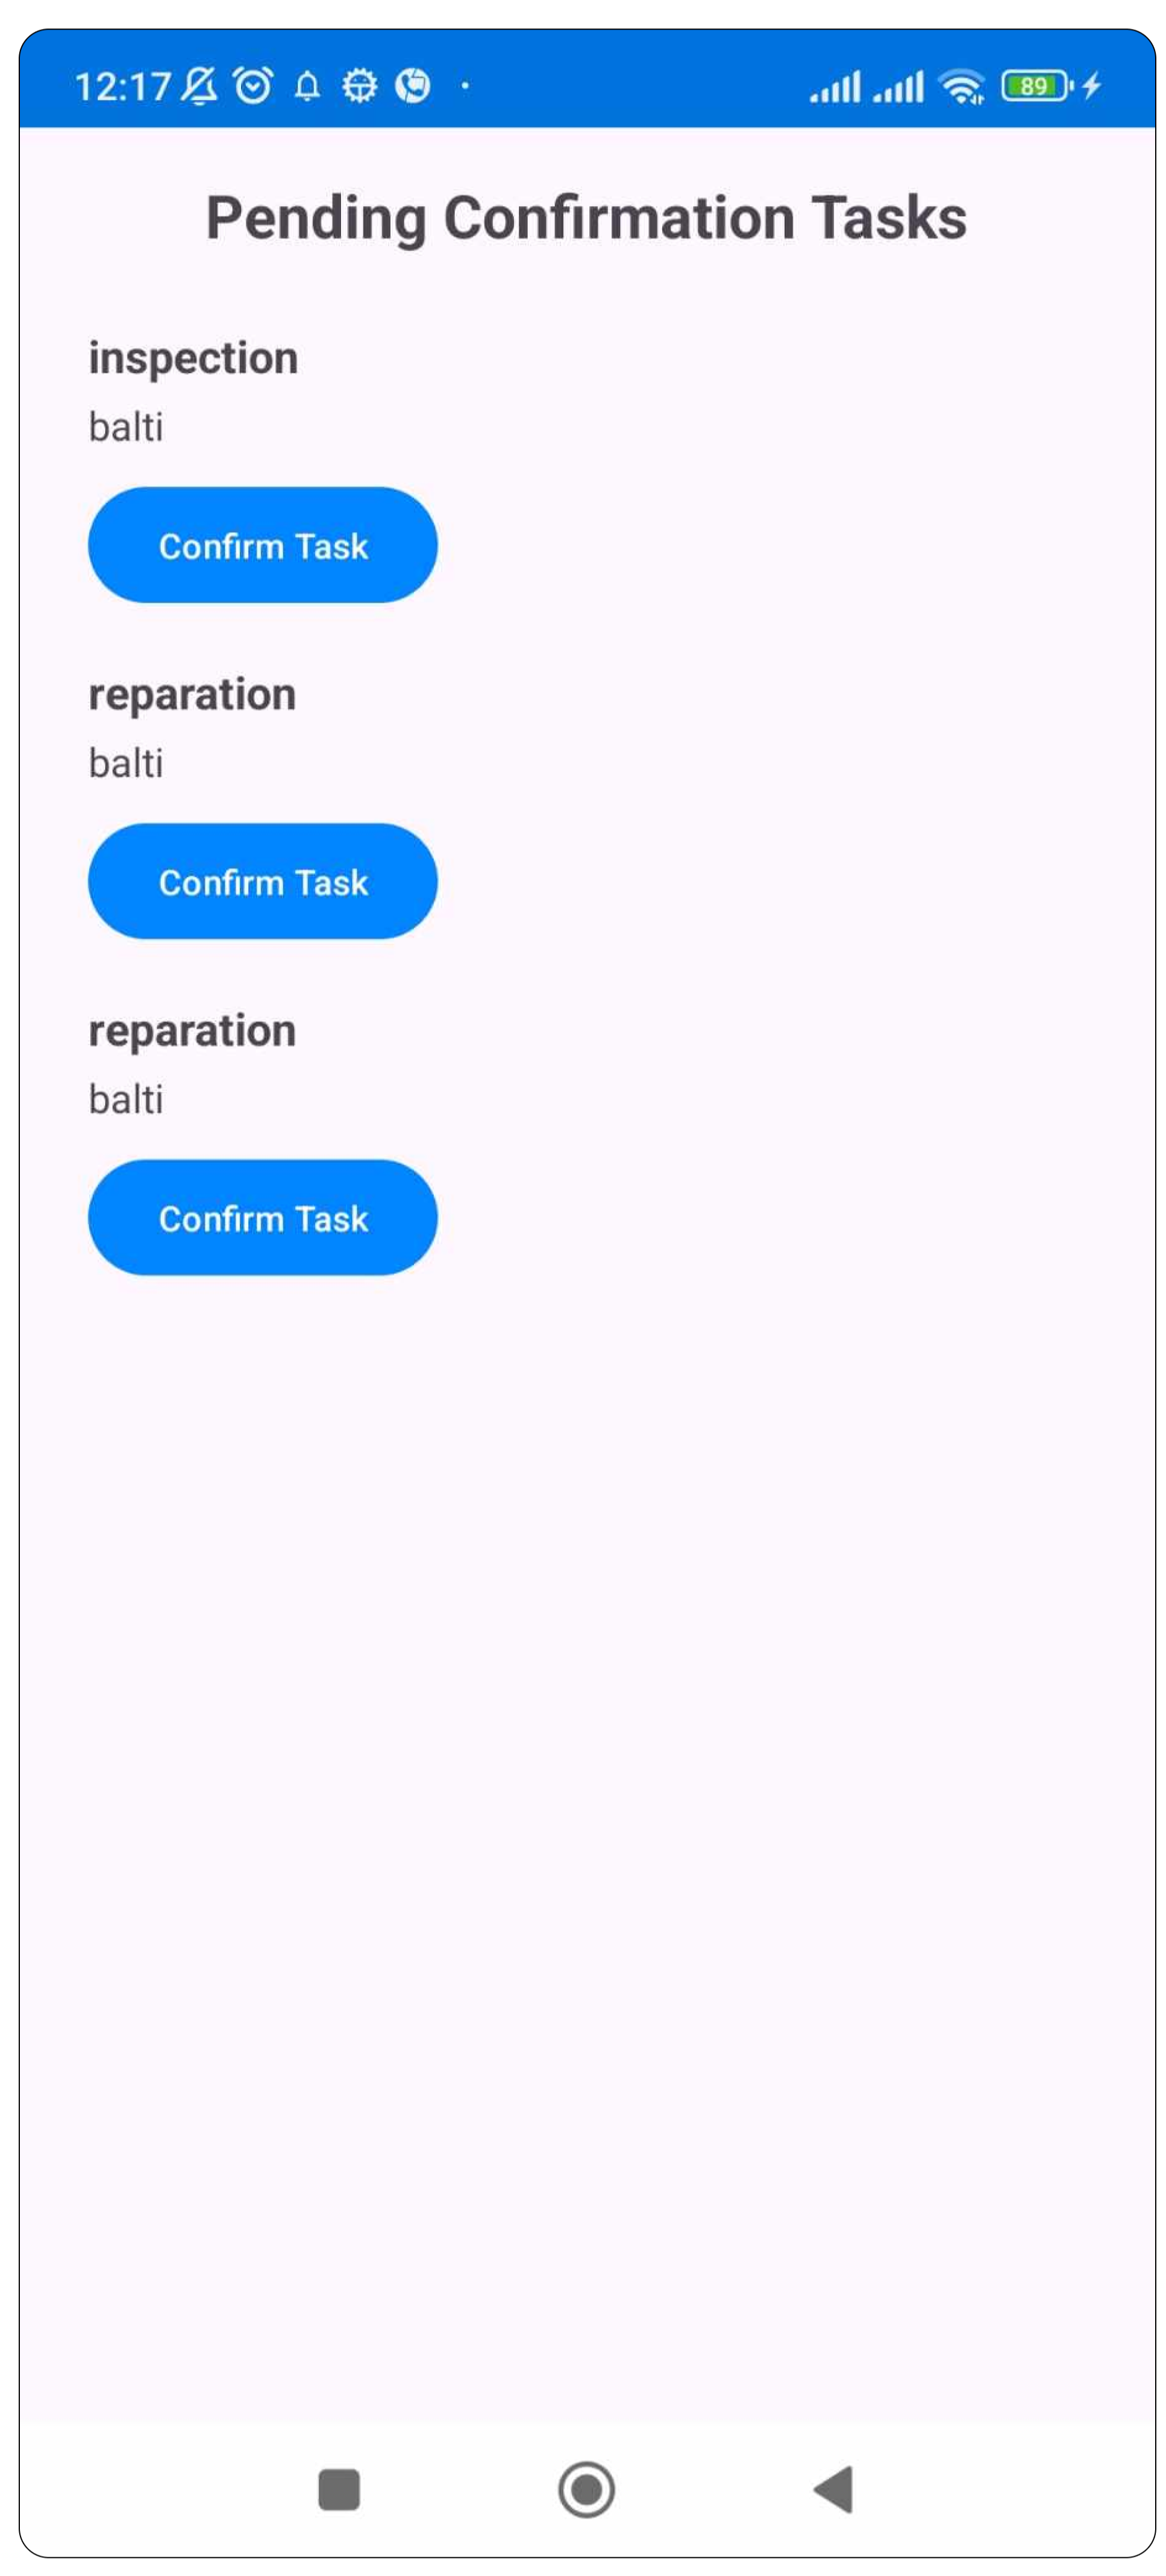 12:17
89
Pending Confirmation Tasks
inspection
balti
Confirm Task
reparation
balti
Confirm Task
reparation
balti
Confirm Task